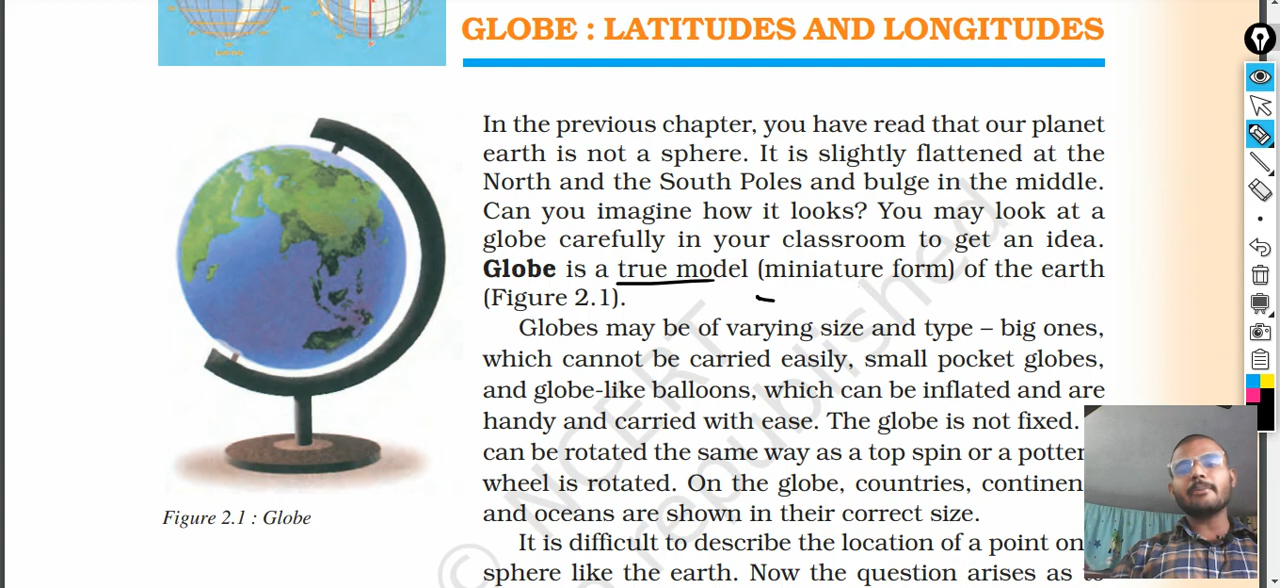 GLOBE : LATITUDES AND LONGITUDES
In the previous chapter, you have read that our planet
earth is not a sphere. It is slightly flattened at the
North and the South Poles and bulge in the middle.
Can you imagine how it looks? You may look at a
globe carefully in your classroom to get an idea.
Globe is a true model (miniature form) of the earth
(Figure 2.1).
Globes may be of varying size and type – big ones,
which cannot be carried easily, small pocket globes,
and globe-like balloons, which can be inflated and are
handy and carried with ease. The globe is not fixed.
can be rotated the same way as a top spin or a potter
wheel is rotated. On the globe, countries, continen
and oceans are shown in their correct size.
It is difficult to describe the location of a point on
sphere like the earth. Now the question arises as
Figure 2.1 : Globe
© NCERT
republished